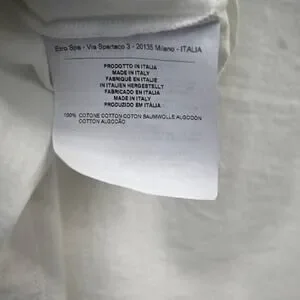 Etro Spa - Via Spartaco 3 - 20135 Milano - ITALIA
PRODOTTO IN ITALIA
MADE IN ITALY
FABRIQUE EN ITALIE
IN ITALIEN HERGESTELLT
FABRICADO EN ITALIA
MADE IN ITALY
PRODUZIDO EM ITALIA
100% COTONE COTTON COTON BAUMWOLLE ALGODON
COTTON ALGODÃO